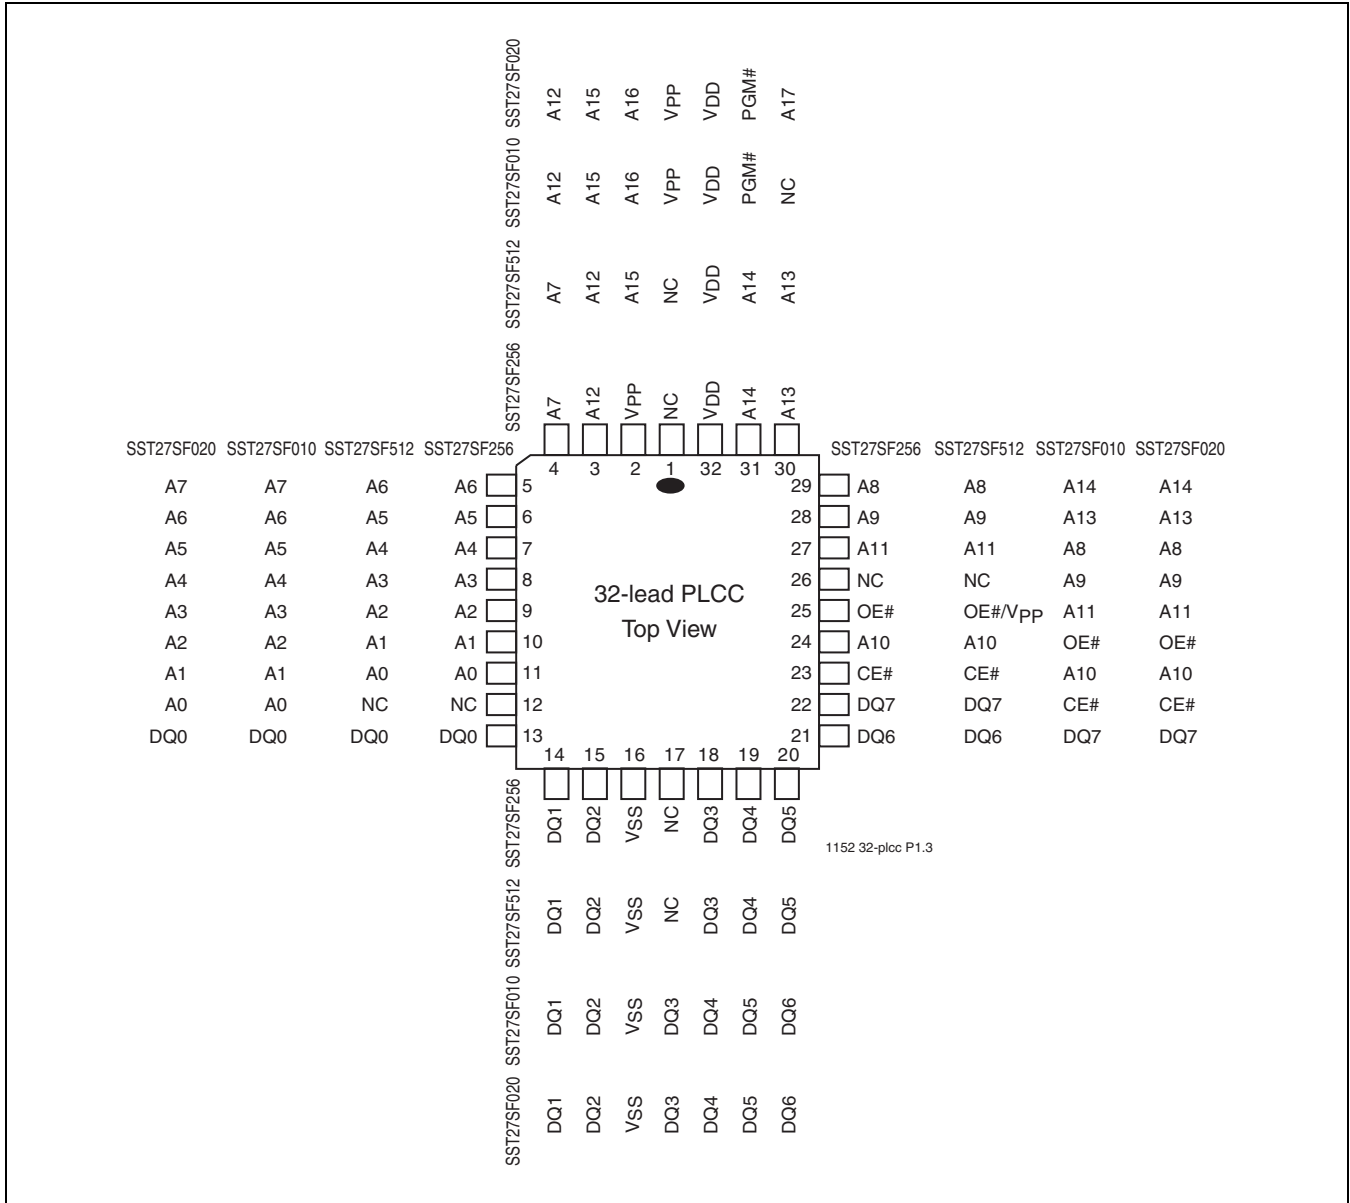 SST27SF020 A12 A15 A16 VPP VDD PGM# A17
SST27SF010 A12 A15 A16 VPP VDD PGM# NC
SST27SF512 A7 A12 A15 NC VDD A14 A13
SST27SF256 A7 A12 VPP NC VDD A14 A13
SST27SF020 SST27SF010 SST27SF512 SST27SF256 SST27SF256 SST27SF512 SST27SF010 SST27SF020
4 3 2 1 32 31 30
A7 A7 A6 A6 5 29 A8 A8 A14 A14
A6 A6 A5 A5 6 28 A9 A9 A13 A13
A5 A5 A4 A4 7 27 A11 A11 A8 A8
A4 A4 A3 A3 8 26 NC NC A9 A9
32-lead PLCC
A3 A3 A2 A2 9 25 OE# OE#/VPP A11 A11
Top View
A2 A2 A1 A1 10 24 A10 A10 OE# OE#
A1 A1 A0 A0 11 23 CE# CE# A10 A10
A0 A0 NC NC 12 22 DQ7 DQ7 CE# CE#
DQ0 DQ0 DQ0 DQ0 13 21 DQ6 DQ6 DQ7 DQ7
14 15 16 17 18 19 20
SST27SF256 DQ1 DQ2 VSS NC DQ3 DQ4 DQ5
1152 32-plcc P1.3
SST27SF512 DQ1 DQ2 VSS NC DQ3 DQ4 DQ5
SST27SF010 DQ1 DQ2 VSS DQ3 DQ4 DQ5 DQ6
SST27SF020 DQ1 DQ2 VSS DQ3 DQ4 DQ5 DQ6